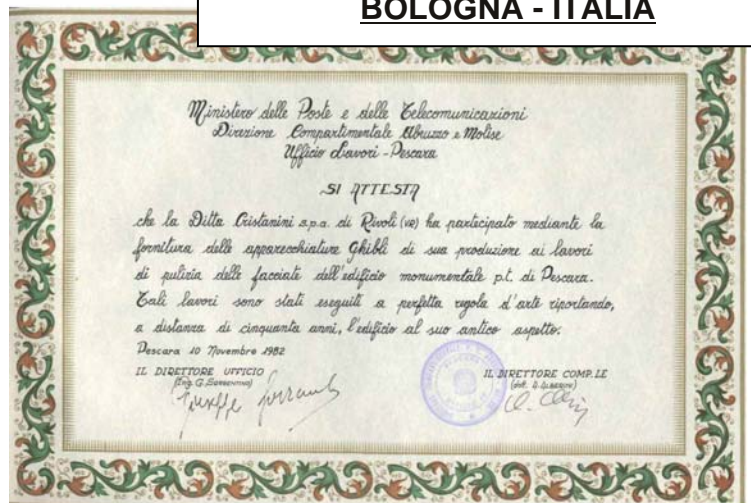 BOLOGNA - ITALIA
Ministero delle Poste e delle Telecomunicazioni
Direzione Compartimentale Abruzzo e Molise
Ufficio Lavori - Pescara
SI ATTESTA
che la Ditta Cristanini s.p.a. di Rivoli (VR) ha partecipato mediante la
fornitura delle apparecchiature Ghibli di sua produzione ai lavori
di pulizia delle facciate dell'edificio monumentale p.t. di Pescara.
Tali lavori sono stati eseguiti a perfetta regola d'arte riportando,
a distanza di cinquanta anni, l'edificio al suo antico aspetto.
Pescara 10 Novembre 1982
IL DIRETTORE UFFICIO
(Ing. G. Sorrentino)
IL DIRETTORE COMP.LE